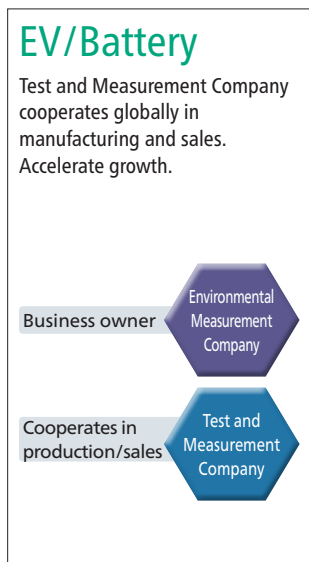 EV/Battery
Test and Measurement Company
cooperates globally in
manufacturing and sales.
Accelerate growth.
Business owner
Environmental
Measurement
Company
Cooperates in
production/sales
Test and
Measurement
Company